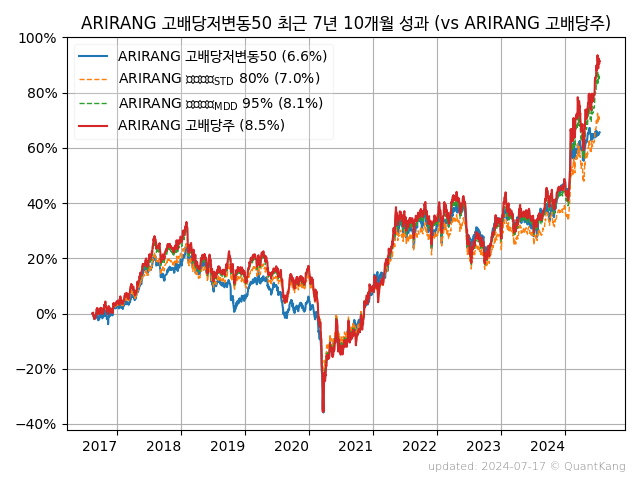 ARIRANG 고배당저변동50 최근 7년 10개월 성과 (vs ARIRANG 고배당주)
100%
80%
60%
40%
20%
0%
−20%
−40%
ARIRANG 고배당저변동50 (6.6%)
ARIRANG STD 80% (7.0%)
ARIRANG MDD 95% (8.1%)
ARIRANG 고배당주 (8.5%)
2017 2018 2019 2020 2021 2022 2023 2024
updated: 2024-07-17 © QuantKang